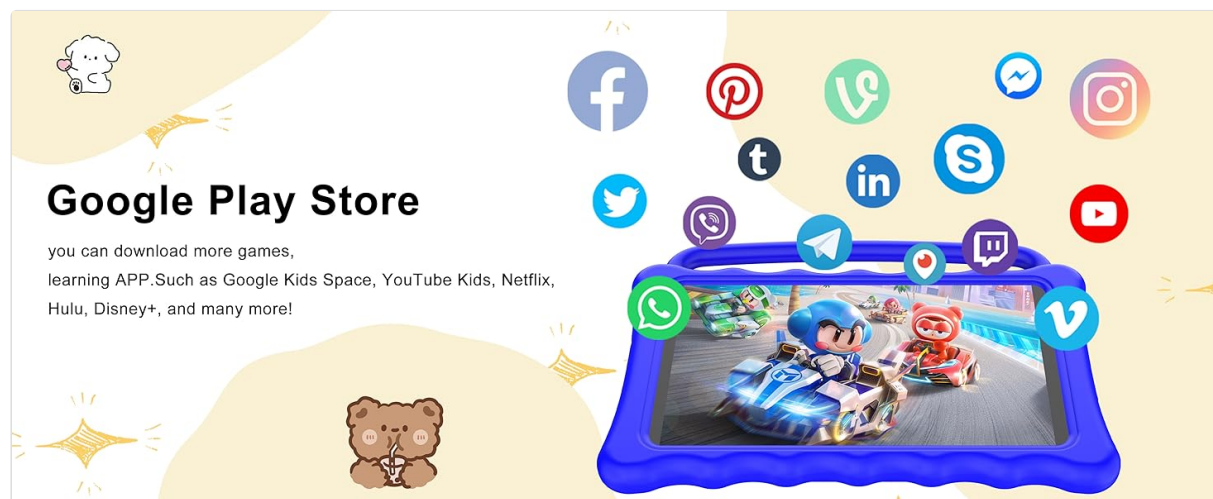 Google Play Store
you can download more games,
learning APP.Such as Google Kids Space, YouTube Kids, Netflix,
Hulu, Disney+, and many more!